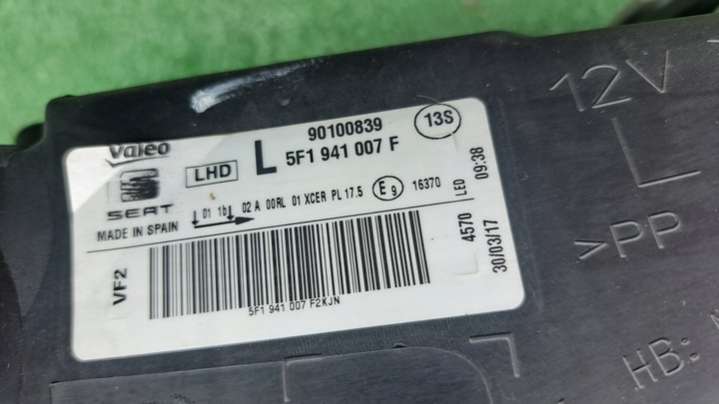 Valeo
90100839
13S
LHD
L
5F1 941 007 F
SEAT
01 1b 02 A 00RL 01 XCER PL 17.5 E9 16370
LED
09:38
MADE IN SPAIN
VF2
4570
30/03/17
5F1 941 007 F2KJN
12V
L
>PP
HB: